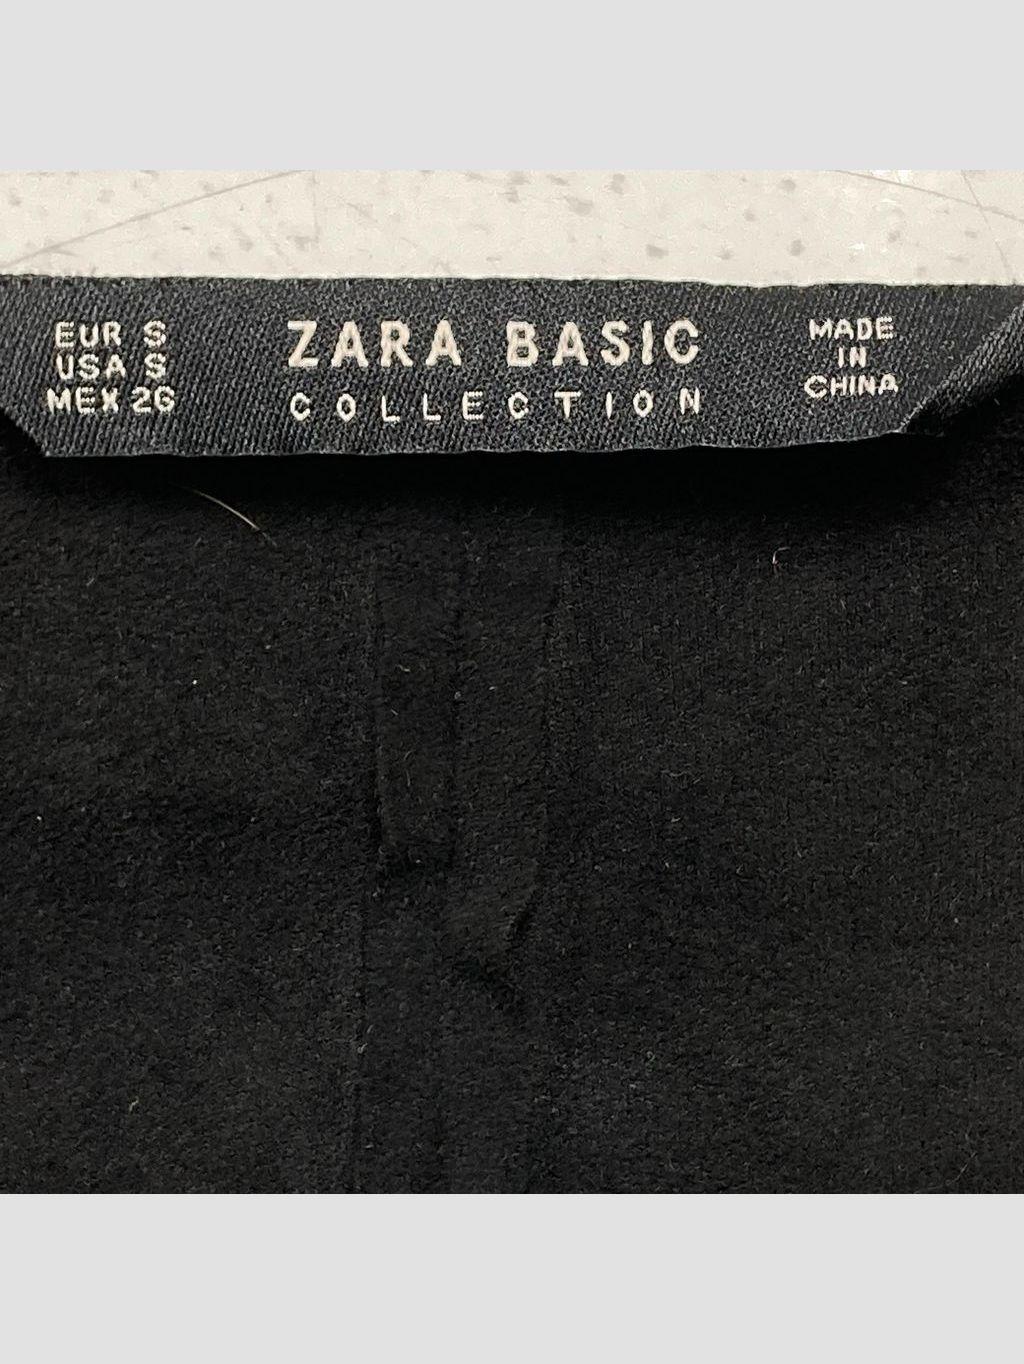 EUR S
USA S
MEX 26
ZARA BASIC
COLLECTION
MADE
IN
CHINA